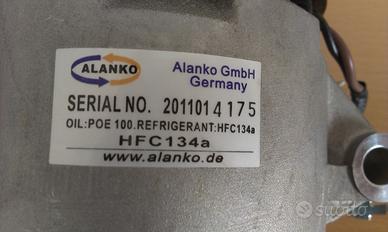 ALANKO
Alanko GmbH
Germany
SERIAL NO. 2011014175
OIL:POE 100.REFRIGERANT:HFC134a
HFC134a
www.alanko.de
subito